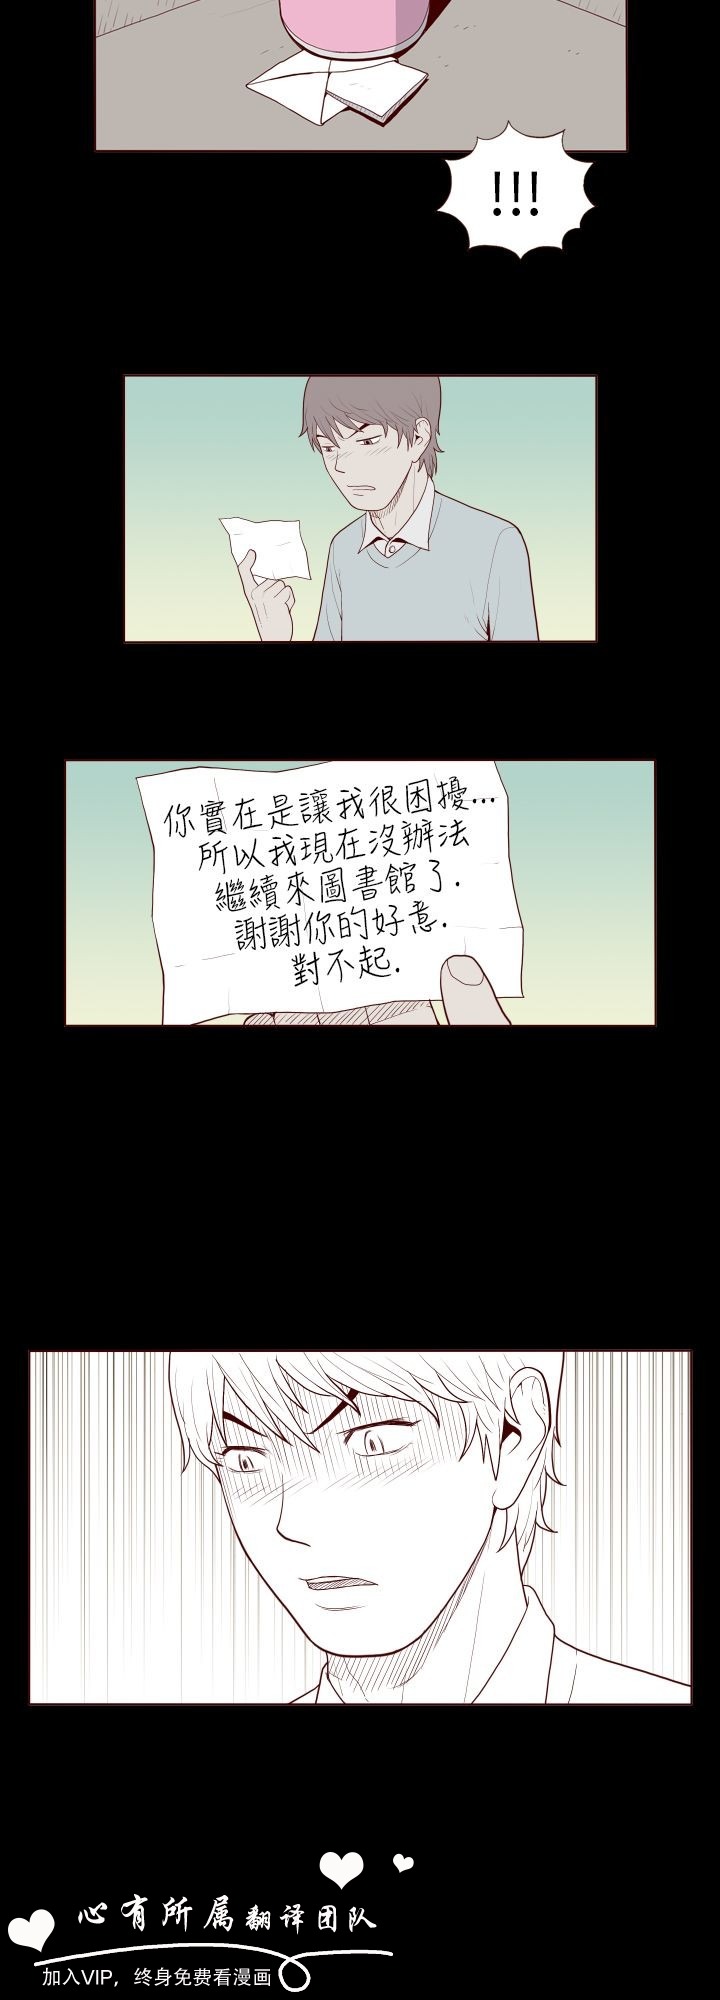 !!!
你實在是讓我很困擾...
所以我現在沒辦法
繼續來圖書館了.
謝謝你的好意.
對不起.
心有所属翻译团队
加入VIP，终身免费看漫画